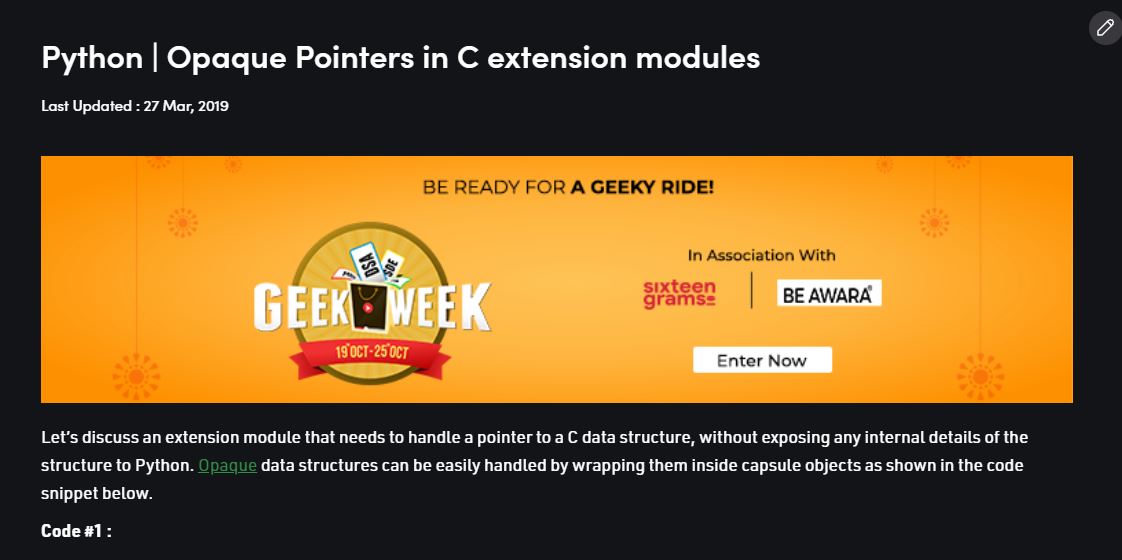 Python | Opaque Pointers in C extension modules
Last Updated : 27 Mar, 2019
BE READY FOR A GEEKY RIDE!
DSA
SDE
GEEK WEEK
19 OCT-25 OCT
In Association With
sixteen
grams
BE AWARA
Enter Now
Let's discuss an extension module that needs to handle a pointer to a C data structure, without exposing any internal details of the
structure to Python. Opaque data structures can be easily handled by wrapping them inside capsule objects as shown in the code
snippet below.
Code #1 :